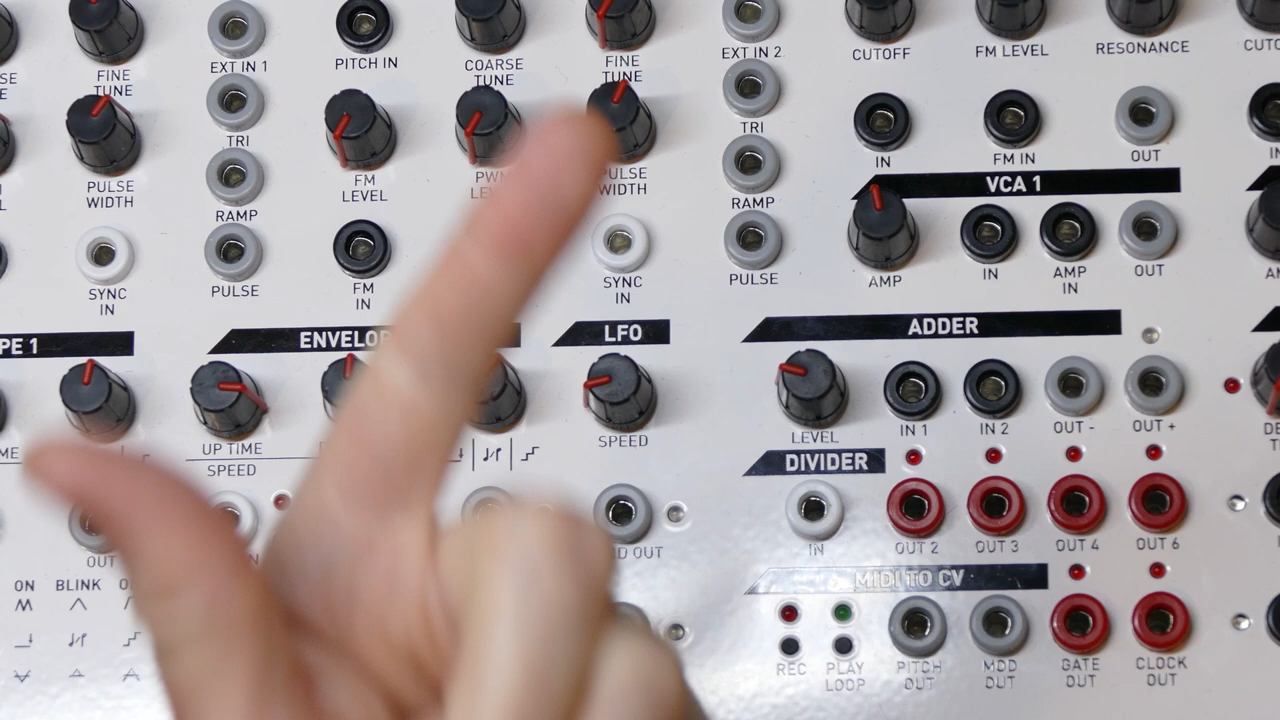 FINE
TUNE
EXT IN 1
PITCH IN
COARSE
TUNE
FINE
TUNE
EXT IN 2
CUTOFF
FM LEVEL
RESONANCE
PULSE
WIDTH
TRI
FM
LEVEL
PULSE
WIDTH
TRI
IN
FM IN
OUT
RAMP
RAMP
VCA 1
SYNC
IN
PULSE
FM
IN
SYNC
IN
PULSE
AMP
IN
AMP
IN
OUT
LFO
ADDER
UP TIME
SPEED
SPEED
LEVEL
IN 1
IN 2
OUT -
OUT +
DIVIDER
OUT
IN
OUT 2
OUT 3
OUT 4
OUT 6
MIDI TO CV
ON
BLINK
REC
PLAY
LOOP
PITCH
OUT
MOD
OUT
GATE
OUT
CLOCK
OUT